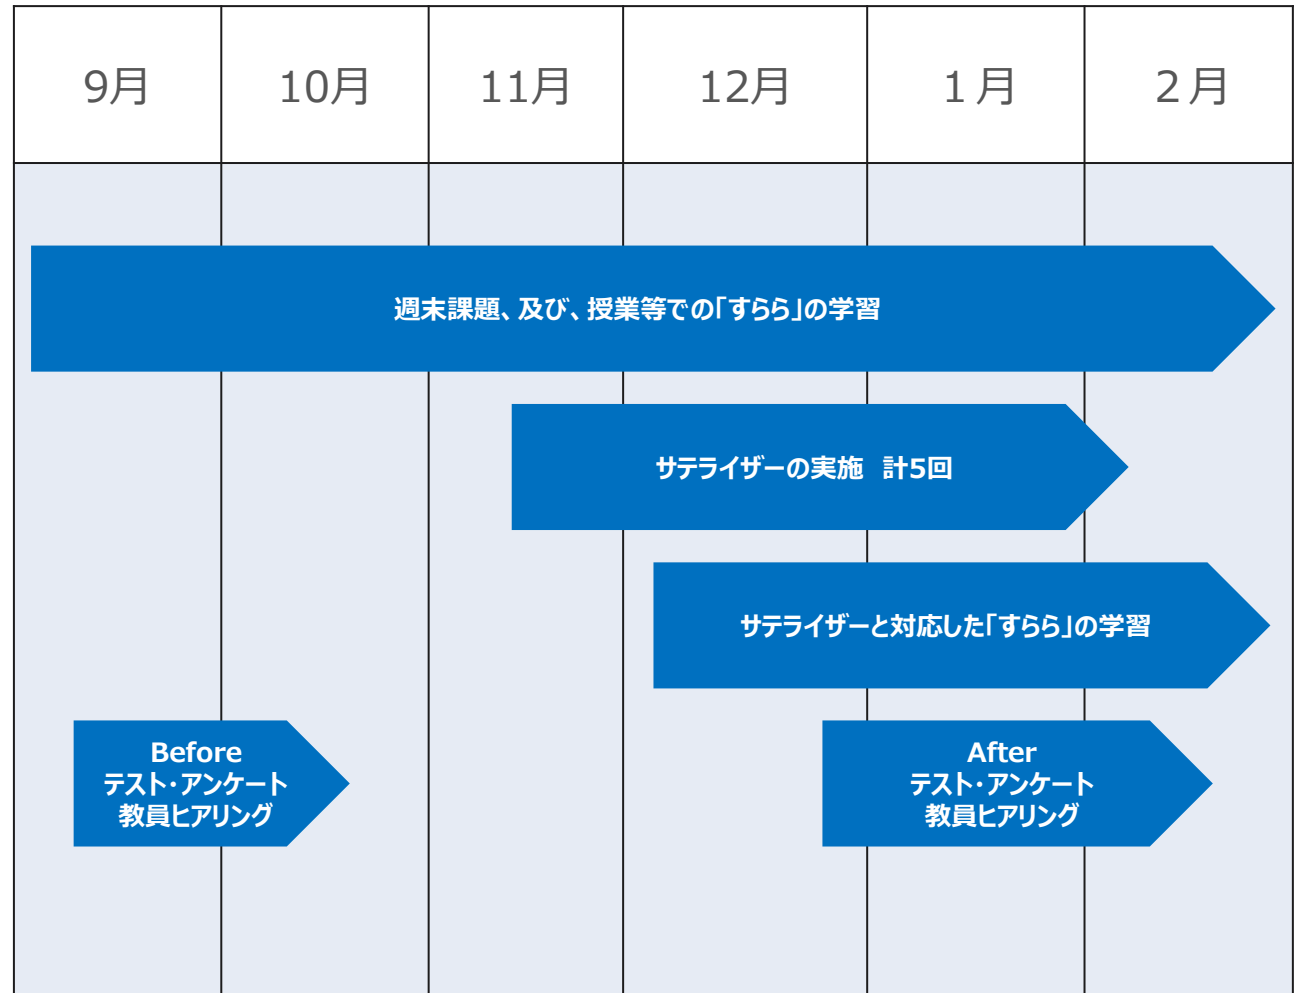 9月 10月 11月 12月 １月 ２月
週末課題、及び、授業等での「すらら」の学習
サテライザーの実施　計5回
サテライザーと対応した「すらら」の学習
Before
テスト・アンケート
教員ヒアリング
After
テスト・アンケート
教員ヒアリング